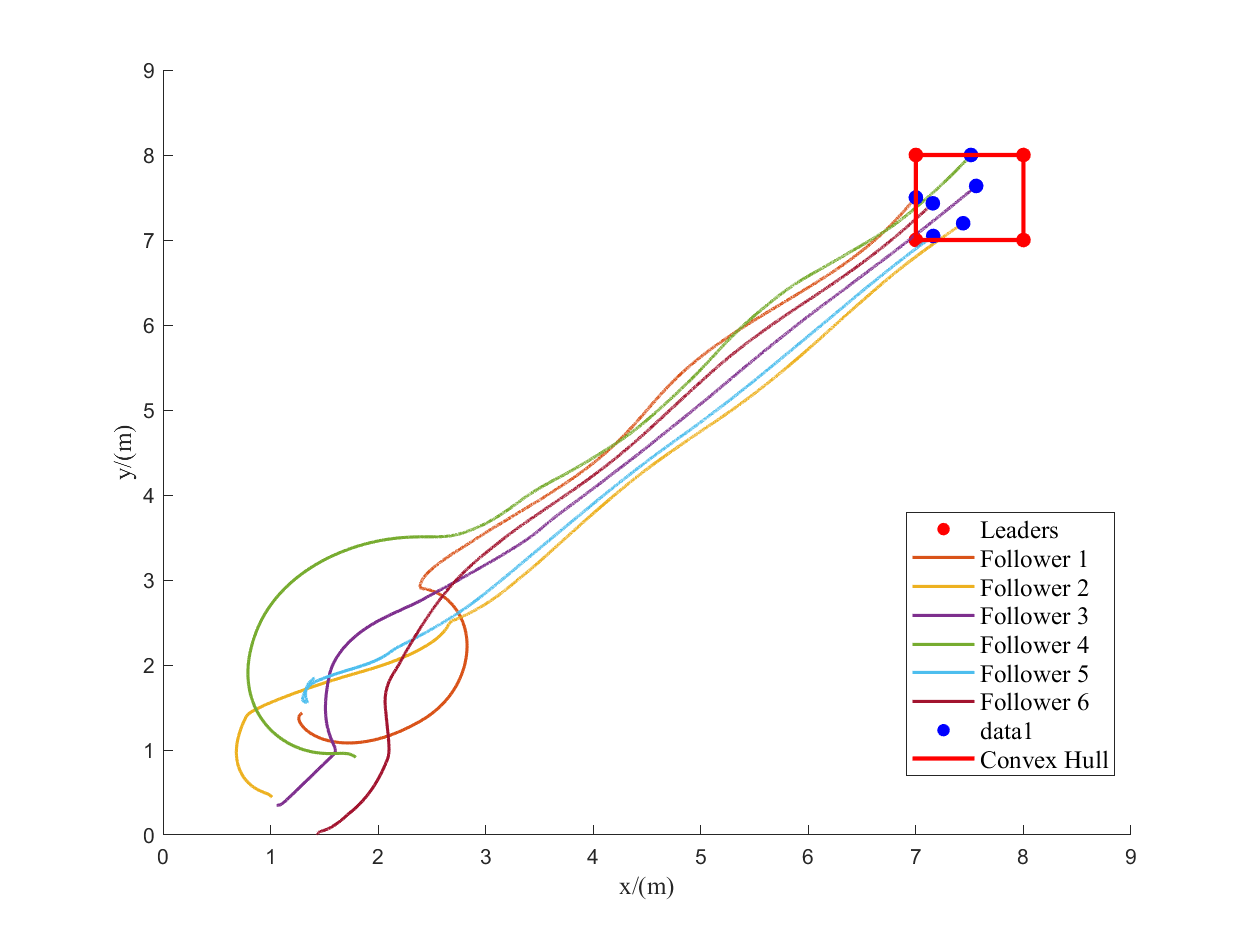 9
8
7
6
5
4
3
2
1
0
y/(m)
0 1 2 3 4 5 6 7 8 9
x/(m)
Leaders
Follower 1
Follower 2
Follower 3
Follower 4
Follower 5
Follower 6
data1
Convex Hull